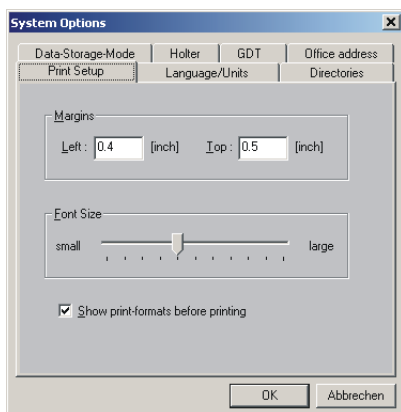 System Options
Data-Storage-Mode Holter GDT Office address
Print Setup Language/Units Directories
Margins
Left : 0.4 [inch] Top : 0.5 [inch]
Font Size
small large
Show print-formats before printing
OK Abbrechen